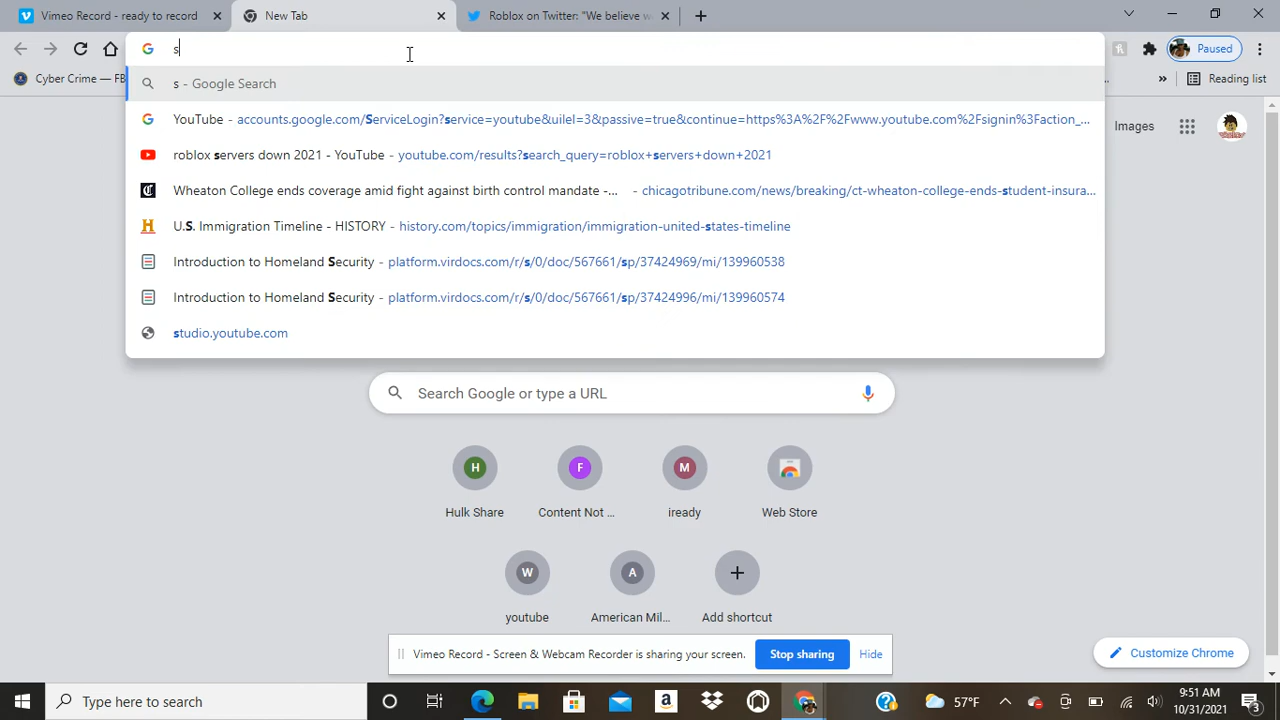 Vimeo Record - ready to record
New Tab
Roblox on Twitter: "We believe w
s
Paused
Cyber Crime — FB
Reading list
s - Google Search
YouTube - accounts.google.com/ServiceLogin?service=youtube&uilel=3&passive=true&continue=https%3A%2F%2Fwww.youtube.com%2Fsignin%3Faction_...
roblox servers down 2021 - YouTube - youtube.com/results?search_query=roblox+servers+down+2021
Wheaton College ends coverage amid fight against birth control mandate -... - chicagotribune.com/news/breaking/ct-wheaton-college-ends-student-insura...
U.S. Immigration Timeline - HISTORY - history.com/topics/immigration/immigration-united-states-timeline
Introduction to Homeland Security - platform.virdocs.com/r/s/0/doc/567661/sp/37424969/mi/139960538
Introduction to Homeland Security - platform.virdocs.com/r/s/0/doc/567661/sp/37424996/mi/139960574
studio.youtube.com
Images
Search Google or type a URL
H F M
Hulk Share Content Not ... iready Web Store
W A
youtube American Mil... Add shortcut
Vimeo Record - Screen & Webcam Recorder is sharing your screen. Stop sharing Hide
Customize Chrome
Type here to search
57°F
9:51 AM
10/31/2021
3